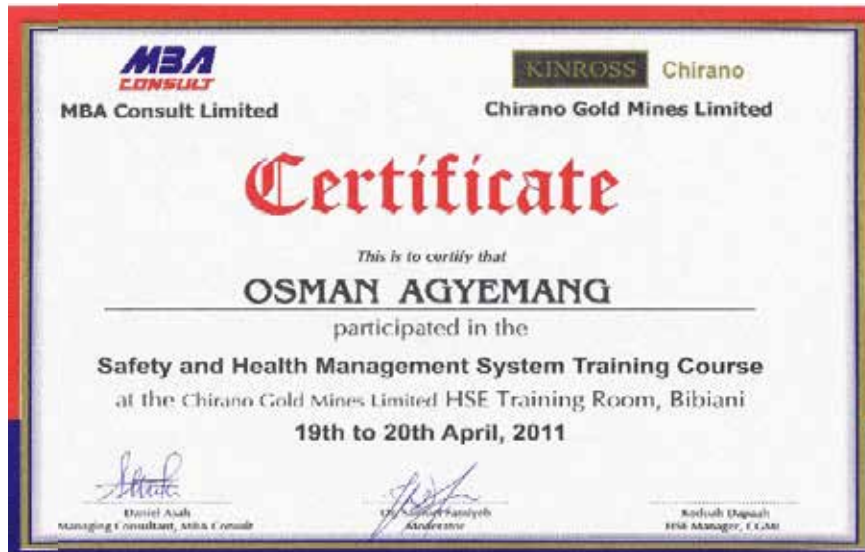 MBA
CONSULT
MBA Consult Limited
KINROSS Chirano
Chirano Gold Mines Limited
Certificate
This is to certify that
OSMAN AGYEMANG
participated in the
Safety and Health Management System Training Course
at the Chirano Gold Mines Limited HSE Training Room, Bibiani
19th to 20th April, 2011
Daniel Asah
Managing Consultant, MBA Consult
Moderator
HSE Manager, CGML